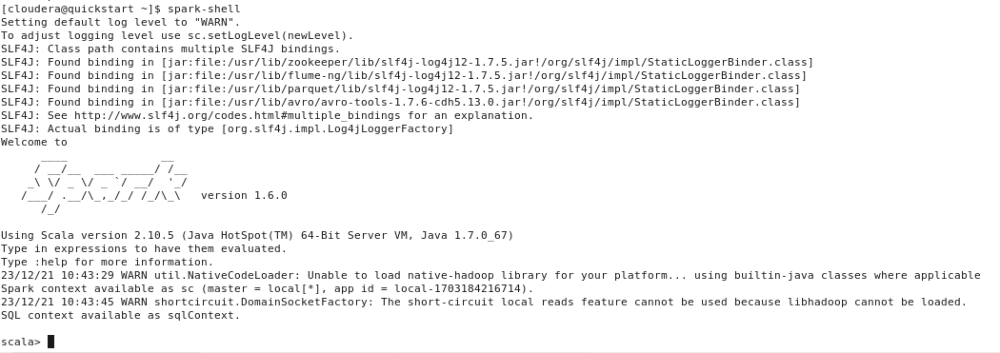 [cloudera@quickstart ~]$ spark-shell
Setting default log level to "WARN".
To adjust logging level use sc.setLogLevel(newLevel).
SLF4J: Class path contains multiple SLF4J bindings.
SLF4J: Found binding in [jar:file:/usr/lib/zookeeper/lib/slf4j-log4j12-1.7.5.jar!/org/slf4j/impl/StaticLoggerBinder.class]
SLF4J: Found binding in [jar:file:/usr/lib/flume-ng/lib/slf4j-log4j12-1.7.5.jar!/org/slf4j/impl/StaticLoggerBinder.class]
SLF4J: Found binding in [jar:file:/usr/lib/parquet/lib/slf4j-log4j12-1.7.5.jar!/org/slf4j/impl/StaticLoggerBinder.class]
SLF4J: Found binding in [jar:file:/usr/lib/avro/avro-tools-1.7.6-cdh5.13.0.jar!/org/slf4j/impl/StaticLoggerBinder.class]
SLF4J: See http://www.slf4j.org/codes.html#multiple_bindings for an explanation.
SLF4J: Actual binding is of type [org.slf4j.impl.Log4jLoggerFactory]
Welcome to
      ____              __
     / __/__  ___ _____/ /__
    _\ \/ _ \/ _ `/ __/  '_/
   /___/ .__/\_,_/_/ /_/\_\   version 1.6.0
      /_/

Using Scala version 2.10.5 (Java HotSpot(TM) 64-Bit Server VM, Java 1.7.0_67)
Type in expressions to have them evaluated.
Type :help for more information.
23/12/21 10:43:29 WARN util.NativeCodeLoader: Unable to load native-hadoop library for your platform... using builtin-java classes where applicable
Spark context available as sc (master = local[*], app id = local-1703184216714).
23/12/21 10:43:45 WARN shortcircuit.DomainSocketFactory: The short-circuit local reads feature cannot be used because libhadoop cannot be loaded.
SQL context available as sqlContext.

scala>